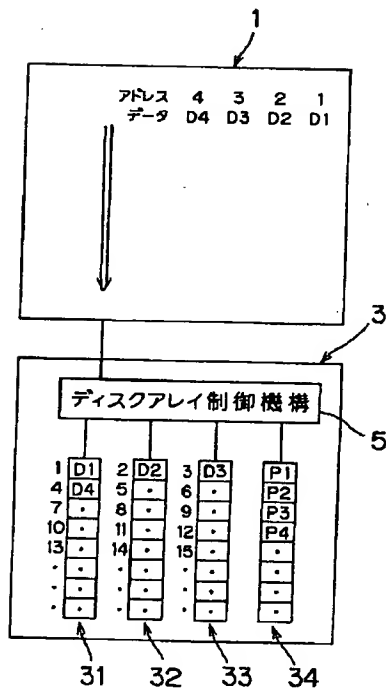 1
アドレス 4 3 2 1
データ D4 D3 D2 D1
3
ディスクアレイ制御機構
5
1 D1 2 D2 3 D3 P1
4 D4 5 ・ 6 ・ P2
7 ・ 8 ・ 9 ・ P3
10 ・ 11 ・ 12 ・ P4
13 ・ 14 ・ 15 ・ ・
・ ・ ・ ・ ・ ・ ・
・ ・ ・ ・ ・ ・ ・
・ ・ ・ ・ ・ ・ ・
31 32 33 34